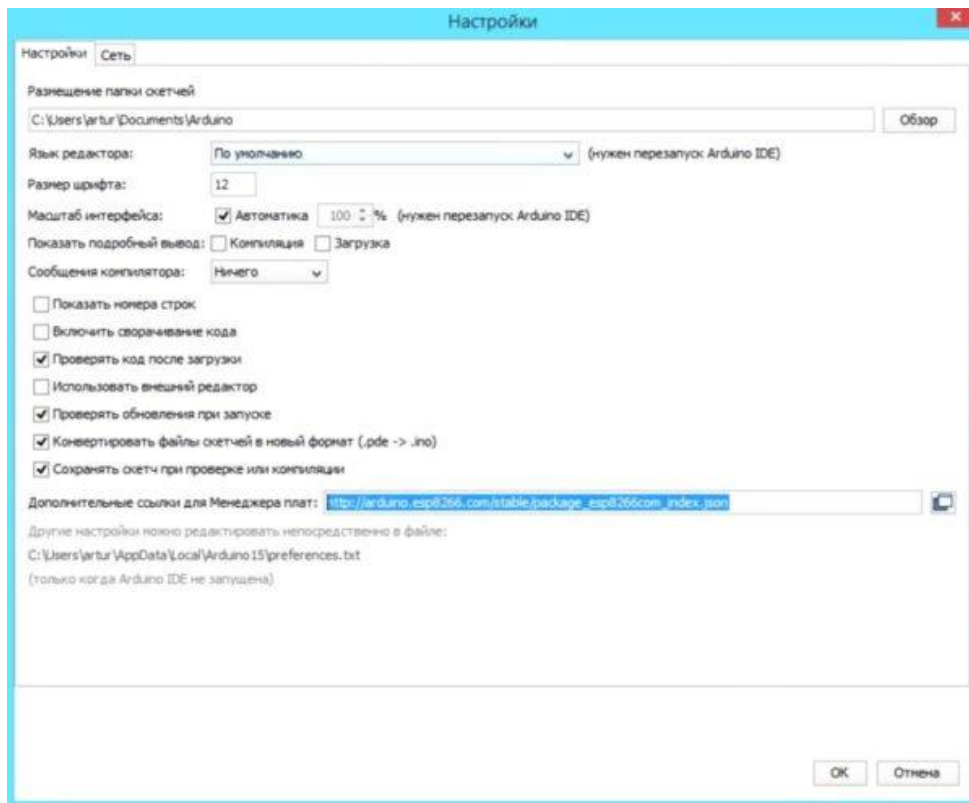 Настройки
Настройки Сеть
Размещение папки скетчей
C:\Users\artur\Documents\Arduino Обзор
Язык редактора: По умолчанию (нужен перезапуск Arduino IDE)
Размер шрифта: 12
Масштаб интерфейса: Автоматика 100 % (нужен перезапуск Arduino IDE)
Показать подробный вывод: Компиляция Загрузка
Сообщения компилятора: Ничего
Показать номера строк
Включить сворачивание кода
Проверять код после загрузки
Использовать внешний редактор
Проверять обновления при запуске
Конвертировать файлы скетчей в новый формат (.pde -> .ino)
Сохранять скетч при проверке или компиляции
Дополнительные ссылки для Менеджера плат: http://arduino.esp8266.com/stable/package_esp8266com_index.json
Другие настройки можно редактировать непосредственно в файле:
C:\Users\artur\AppData\Local\Arduino15\preferences.txt
(только когда Arduino IDE не запущена)
OK Отмена